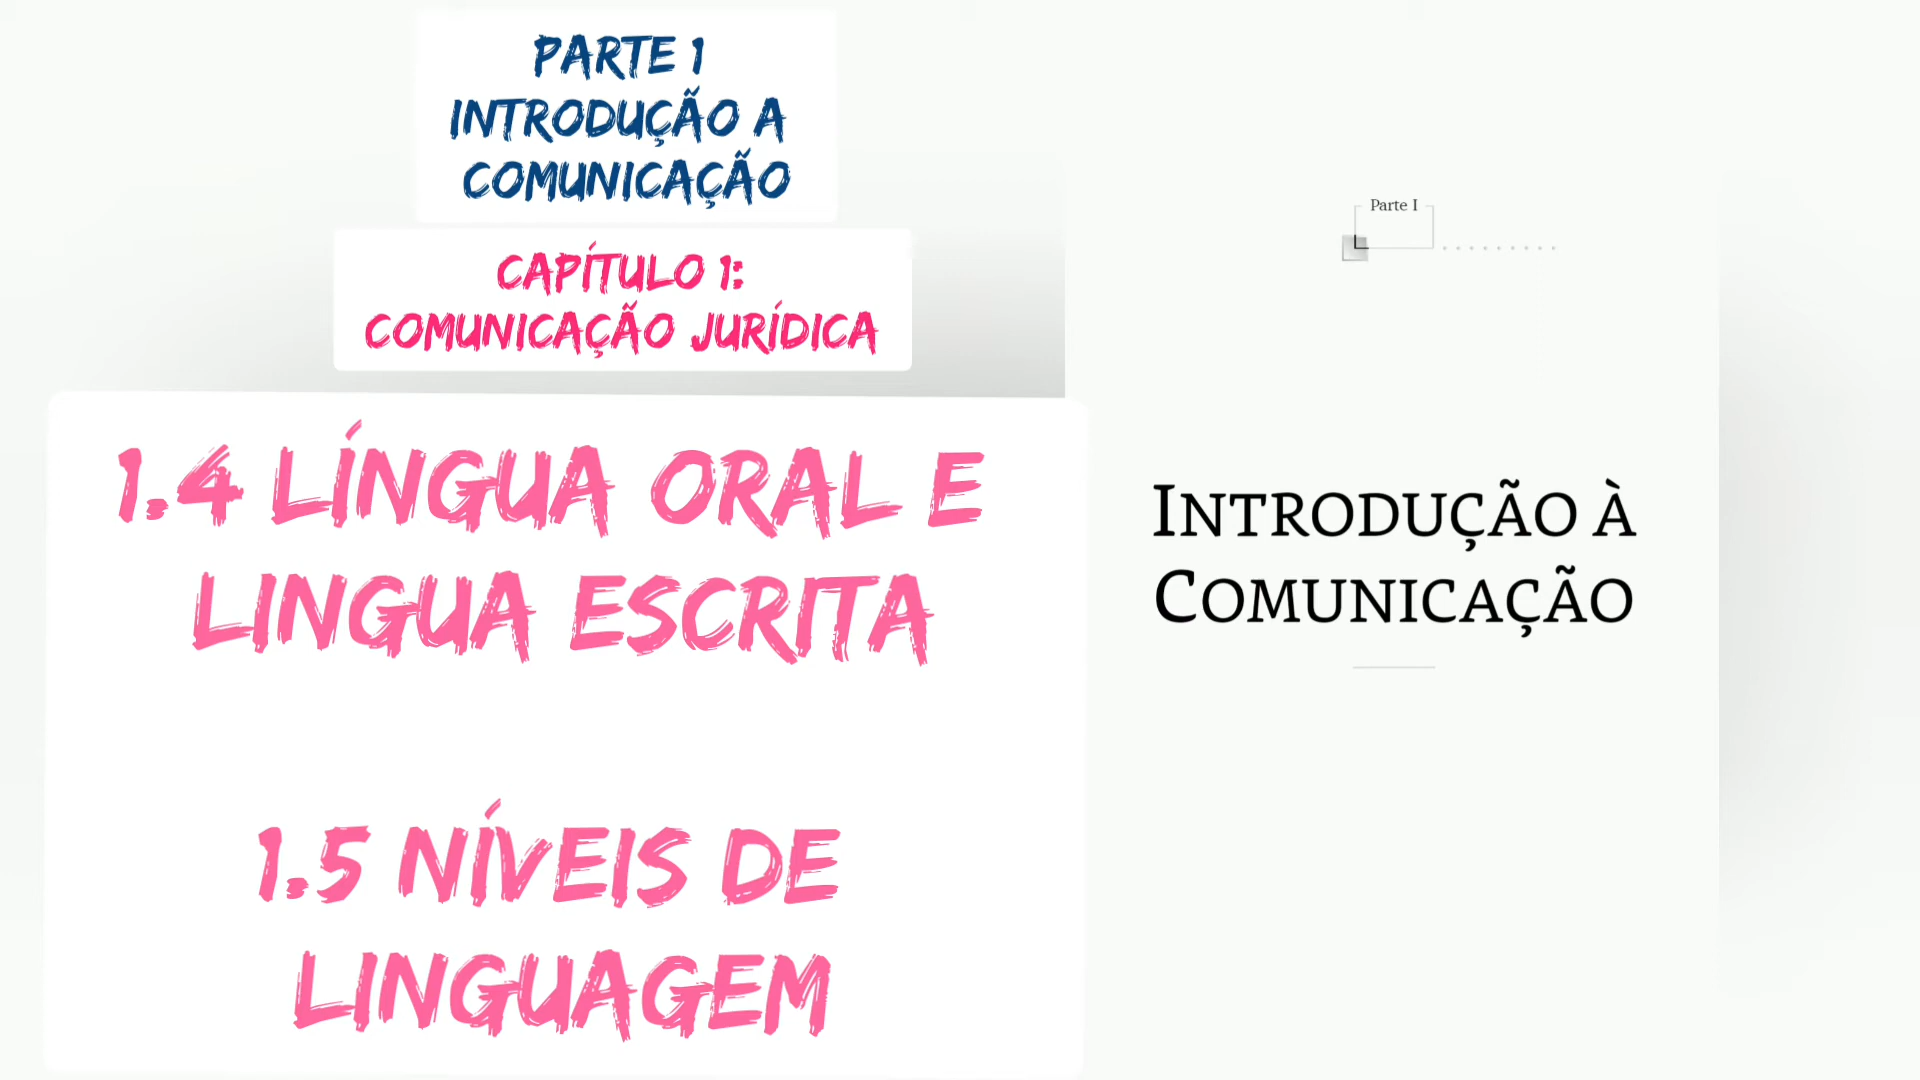 PARTE 1
INTRODUÇÃO A
COMUNICAÇÃO
CAPÍTULO 1:
COMUNICAÇÃO JURÍDICA
1.4 LÍNGUA ORAL E
LINGUA ESCRITA
1.5 NÍVEIS DE
LINGUAGEM
Parte I
INTRODUÇÃO À
COMUNICAÇÃO